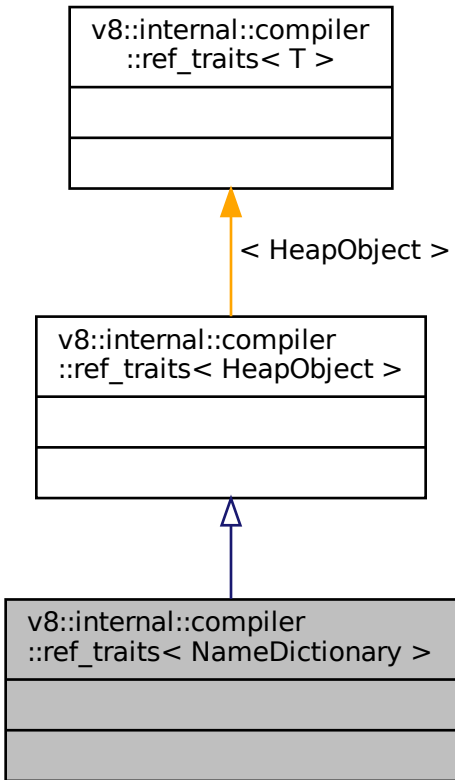 v8::internal::compiler
::ref_traits< T >
< HeapObject >
v8::internal::compiler
::ref_traits< HeapObject >
v8::internal::compiler
::ref_traits< NameDictionary >